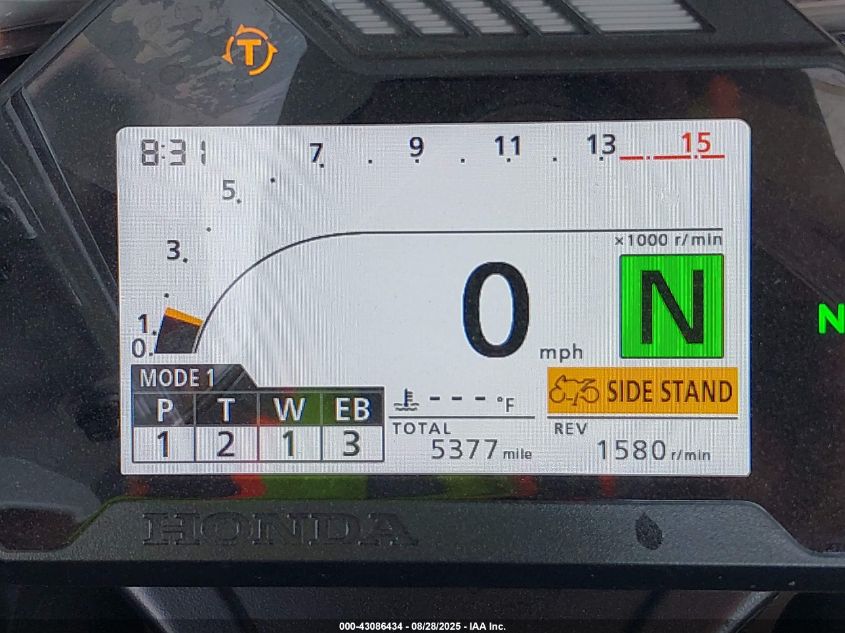 T
8:31
7 9 11 13 15
5
3
1
0
×1000 r/min
0 mph
N
N
MODE 1
P T W EB
1 2 1 3
---°F
SIDE STAND
TOTAL
5377 mile
REV
1580 r/min
HONDA
000-43086434 - 08/28/2025 - IAA Inc.